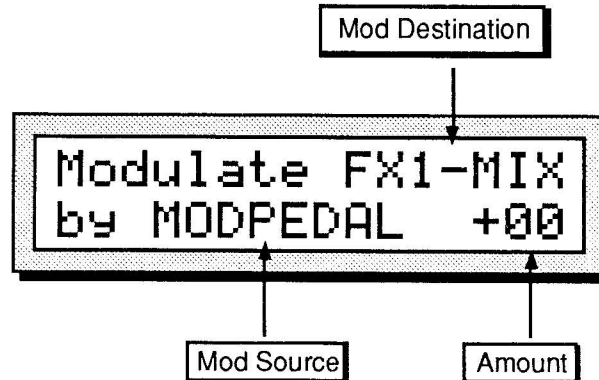 Mod Destination
Modulate FX1-MIX
by MODPEDAL +00
Mod Source
Amount